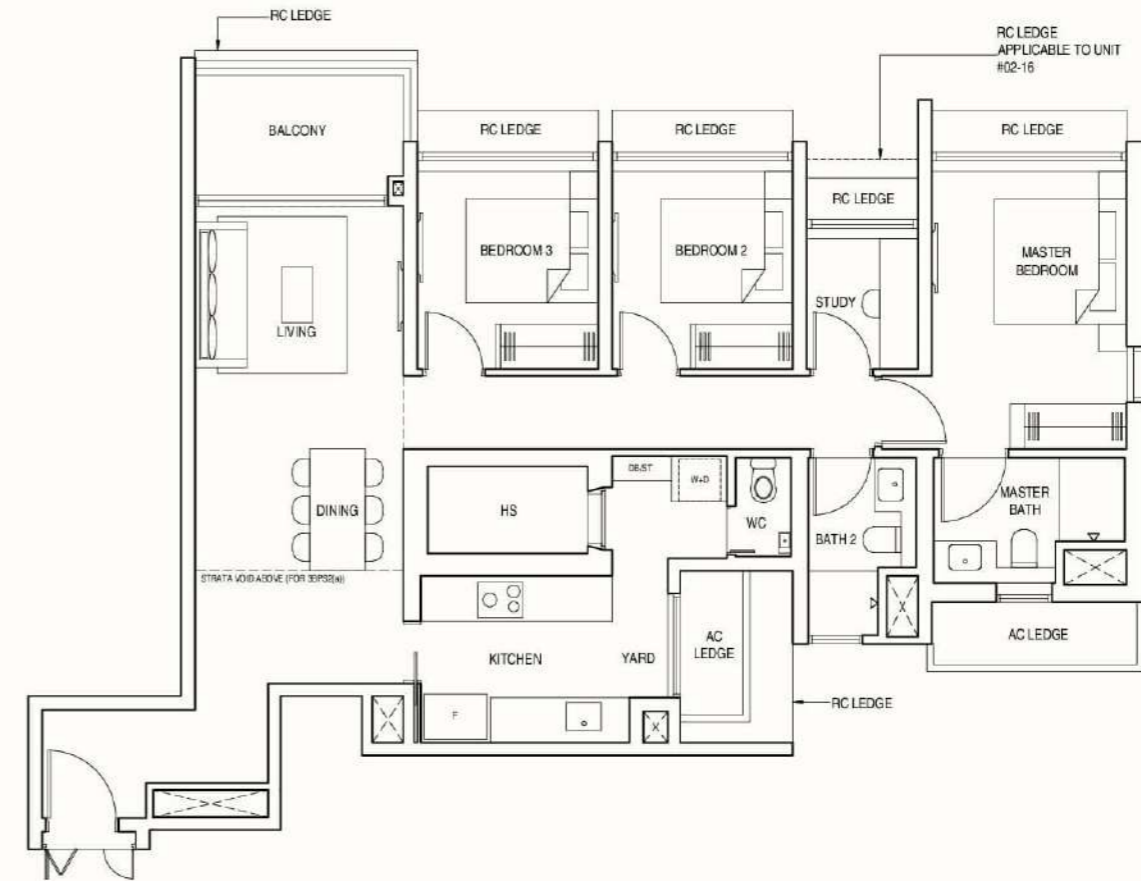 RC LEDGE
RC LEDGE
APPLICABLE TO UNIT
#02-16
BALCONY
RC LEDGE
RC LEDGE
RC LEDGE
RC LEDGE
BEDROOM 3
BEDROOM 2
MASTER
BEDROOM
STUDY
LIVING
DB/ST
W+D
HS
WC
DINING
BATH 2
MASTER
BATH
STRATA VOID ABOVE (FOR 3BPS2(a))
AC
LEDGE
X
AC LEDGE
KITCHEN
YARD
RC LEDGE
F
X